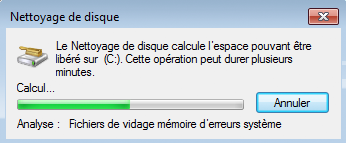 Nettoyage de disque
Le Nettoyage de disque calcule l'espace pouvant être
libéré sur (C:). Cette opération peut durer plusieurs
minutes.
Calcul...
Annuler
Analyse : Fichiers de vidage mémoire d'erreurs système